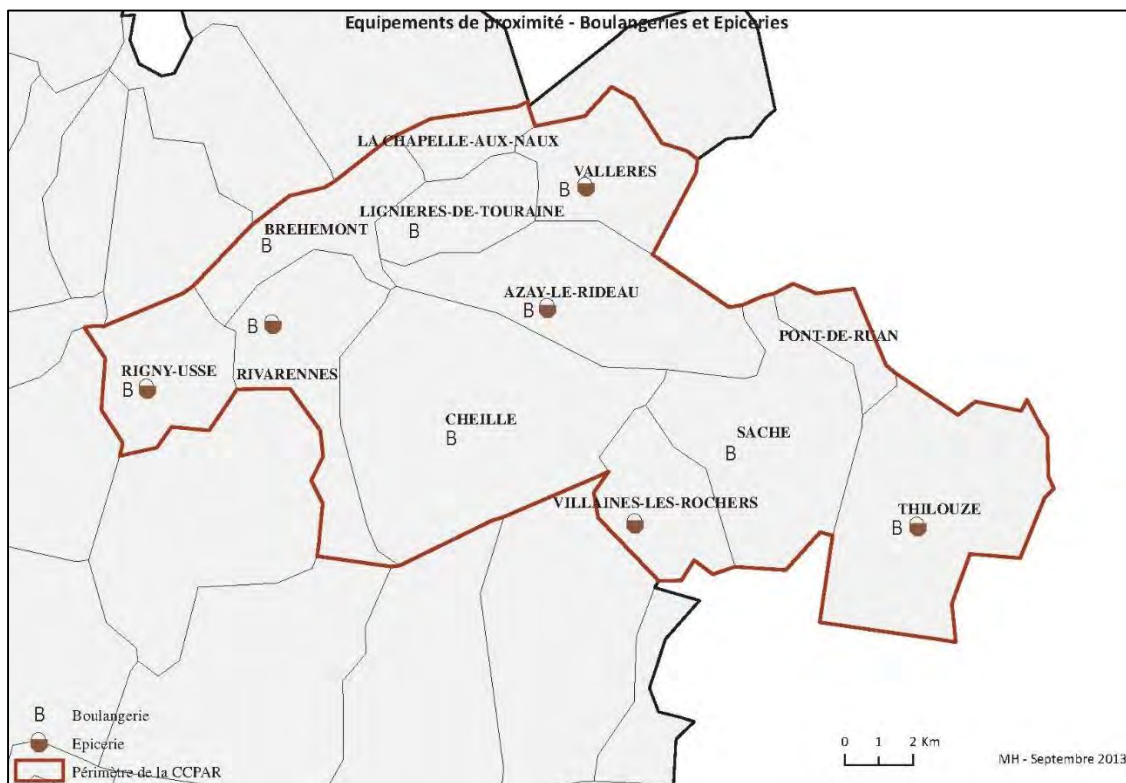 Equipements de proximité - Boulangeries et Epiceries
LA CHAPELLE-AUX-NAUX
VALLERES
B
LIGNIERES-DE-TOURAINE
B
BREHEMONT
B
AZAY-LE-RIDEAU
B
B
PONT-DE-RUAN
RIGNY-USSE
B
RIVARENNES
CHEILLE
B
SACHE
B
VILLAINES-LES-ROCHERS
THILOUZE
B
B Boulangerie
Epicerie
Périmètre de la CCPAR
0 1 2 Km
MH - Septembre 2013